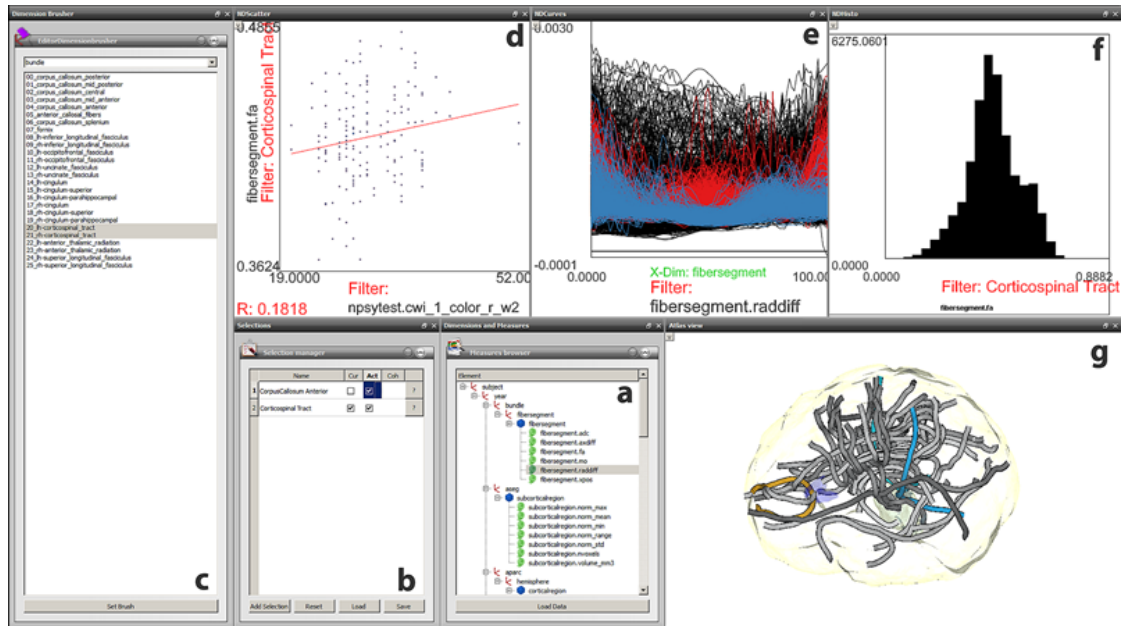 Dimension Brusher
EditorDimensionbrusher
bundle
00_corpus_callosum_posterior
01_corpus_callosum_mid_posterior
02_corpus_callosum_central
03_corpus_callosum_mid_anterior
04_corpus_callosum_anterior
05_anterior_callosal_fibers
06_corpus_callosum_splenium
07_fornix
08_lh-inferior_longitudinal_fasciculus
09_rh-inferior_longitudinal_fasciculus
10_lh-occipitofrontal_fasciculus
11_rh-occipitofrontal_fasciculus
12_lh-uncinate_fasciculus
13_rh-uncinate_fasciculus
14_lh-cingulum
15_lh-cingulum-superior
16_lh-cingulum-parahippocampal
17_rh-cingulum
18_rh-cingulum-superior
19_rh-cingulum-parahippocampal
20_lh-corticospinal_tract
21_rh-corticospinal_tract
22_lh-anterior_thalamic_radiation
23_rh-anterior_thalamic_radiation
24_lh-superior_longitudinal_fasciculus
25_rh-superior_longitudinal_fasciculus
c
Set Brush
NDScatter
0.4855
d
fibersegment.fa
Filter: Corticospinal Tract
0.3624
19.0000
52.0000
Filter:
R: 0.1818
npsytest.cwi_1_color_r_w2
NDCurves
0.0030
e
-0.0001
0.0000
X-Dim: fibersegment
100.000
Filter:
fibersegment.raddiff
NDHisto
6275.0601
f
0.0000
0.0000
0.8882
Filter: Corticospinal Tract
fibersegment.fa
Selections
Selection manager
Name Cur Act Coh
1 CorpusCallosum Anterior ?
2 Corticospinal Tract ?
b
Add Selection Reset Load Save
Dimensions and Measures
Measures browser
Element
a
subject
year
bundle
fibersegment
fibersegment
fibersegment.adc
fibersegment.axdiff
fibersegment.fa
fibersegment.mo
fibersegment.raddiff
fibersegment.xpos
aseg
subcorticalregion
subcorticalregion.norm_max
subcorticalregion.norm_mean
subcorticalregion.norm_min
subcorticalregion.norm_range
subcorticalregion.norm_std
subcorticalregion.nvoxels
subcorticalregion.volume_mm3
aparc
hemisphere
corticalregion
Load Data
Atlas view
g